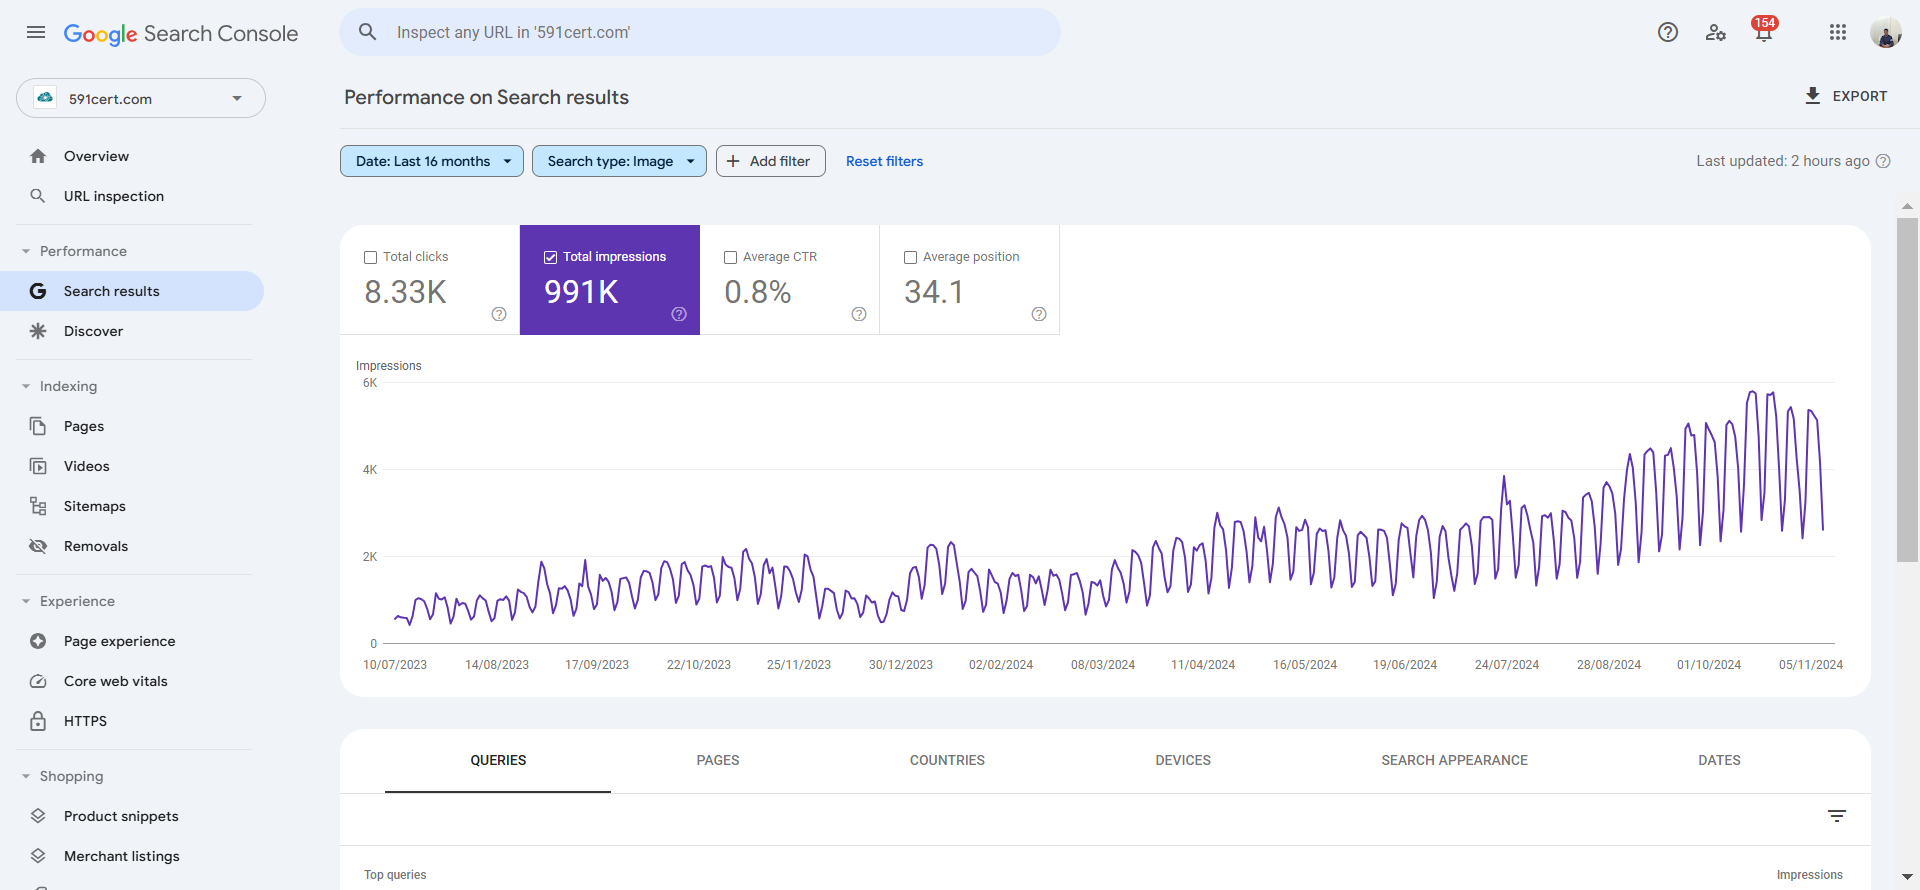 Google Search Console
Inspect any URL in '591cert.com'
154
591cert.com
Performance on Search results
EXPORT
Overview
URL inspection
Date: Last 16 months
Search type: Image
Add filter
Reset filters
Last updated: 2 hours ago
Performance
Search results
Discover
Indexing
Pages
Videos
Sitemaps
Removals
Experience
Page experience
Core web vitals
HTTPS
Shopping
Product snippets
Merchant listings
Total clicks
8.33K
Total impressions
991K
Average CTR
0.8%
Average position
34.1
Impressions
6K
4K
2K
0
10/07/2023 14/08/2023 17/09/2023 22/10/2023 25/11/2023 30/12/2023 02/02/2024 08/03/2024 11/04/2024 16/05/2024 19/06/2024 24/07/2024 28/08/2024 01/10/2024 05/11/2024
QUERIES PAGES COUNTRIES DEVICES SEARCH APPEARANCE DATES
Top queries Impressions